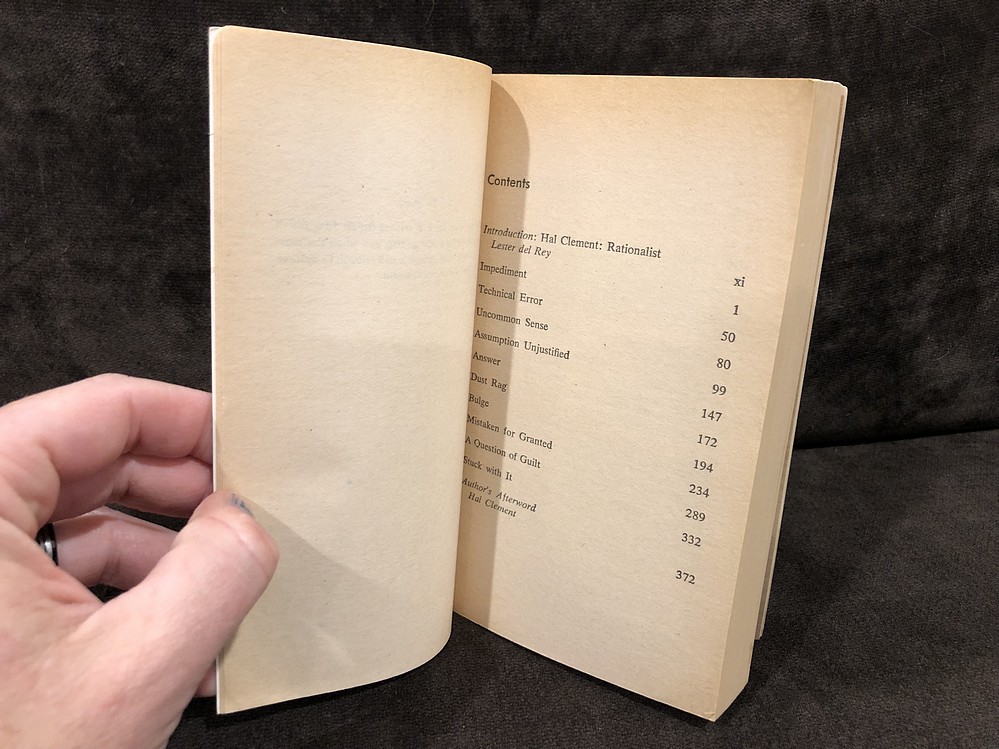 Contents
Introduction: Hal Clement: Rationalist
Lester del Rey xi
Impediment 1
Technical Error 50
Uncommon Sense 80
Assumption Unjustified 99
Answer 147
Dust Rag 172
Bulge 194
Mistaken for Granted 234
A Question of Guilt 289
Stuck with It 332
Author's Afterword
Hal Clement 372